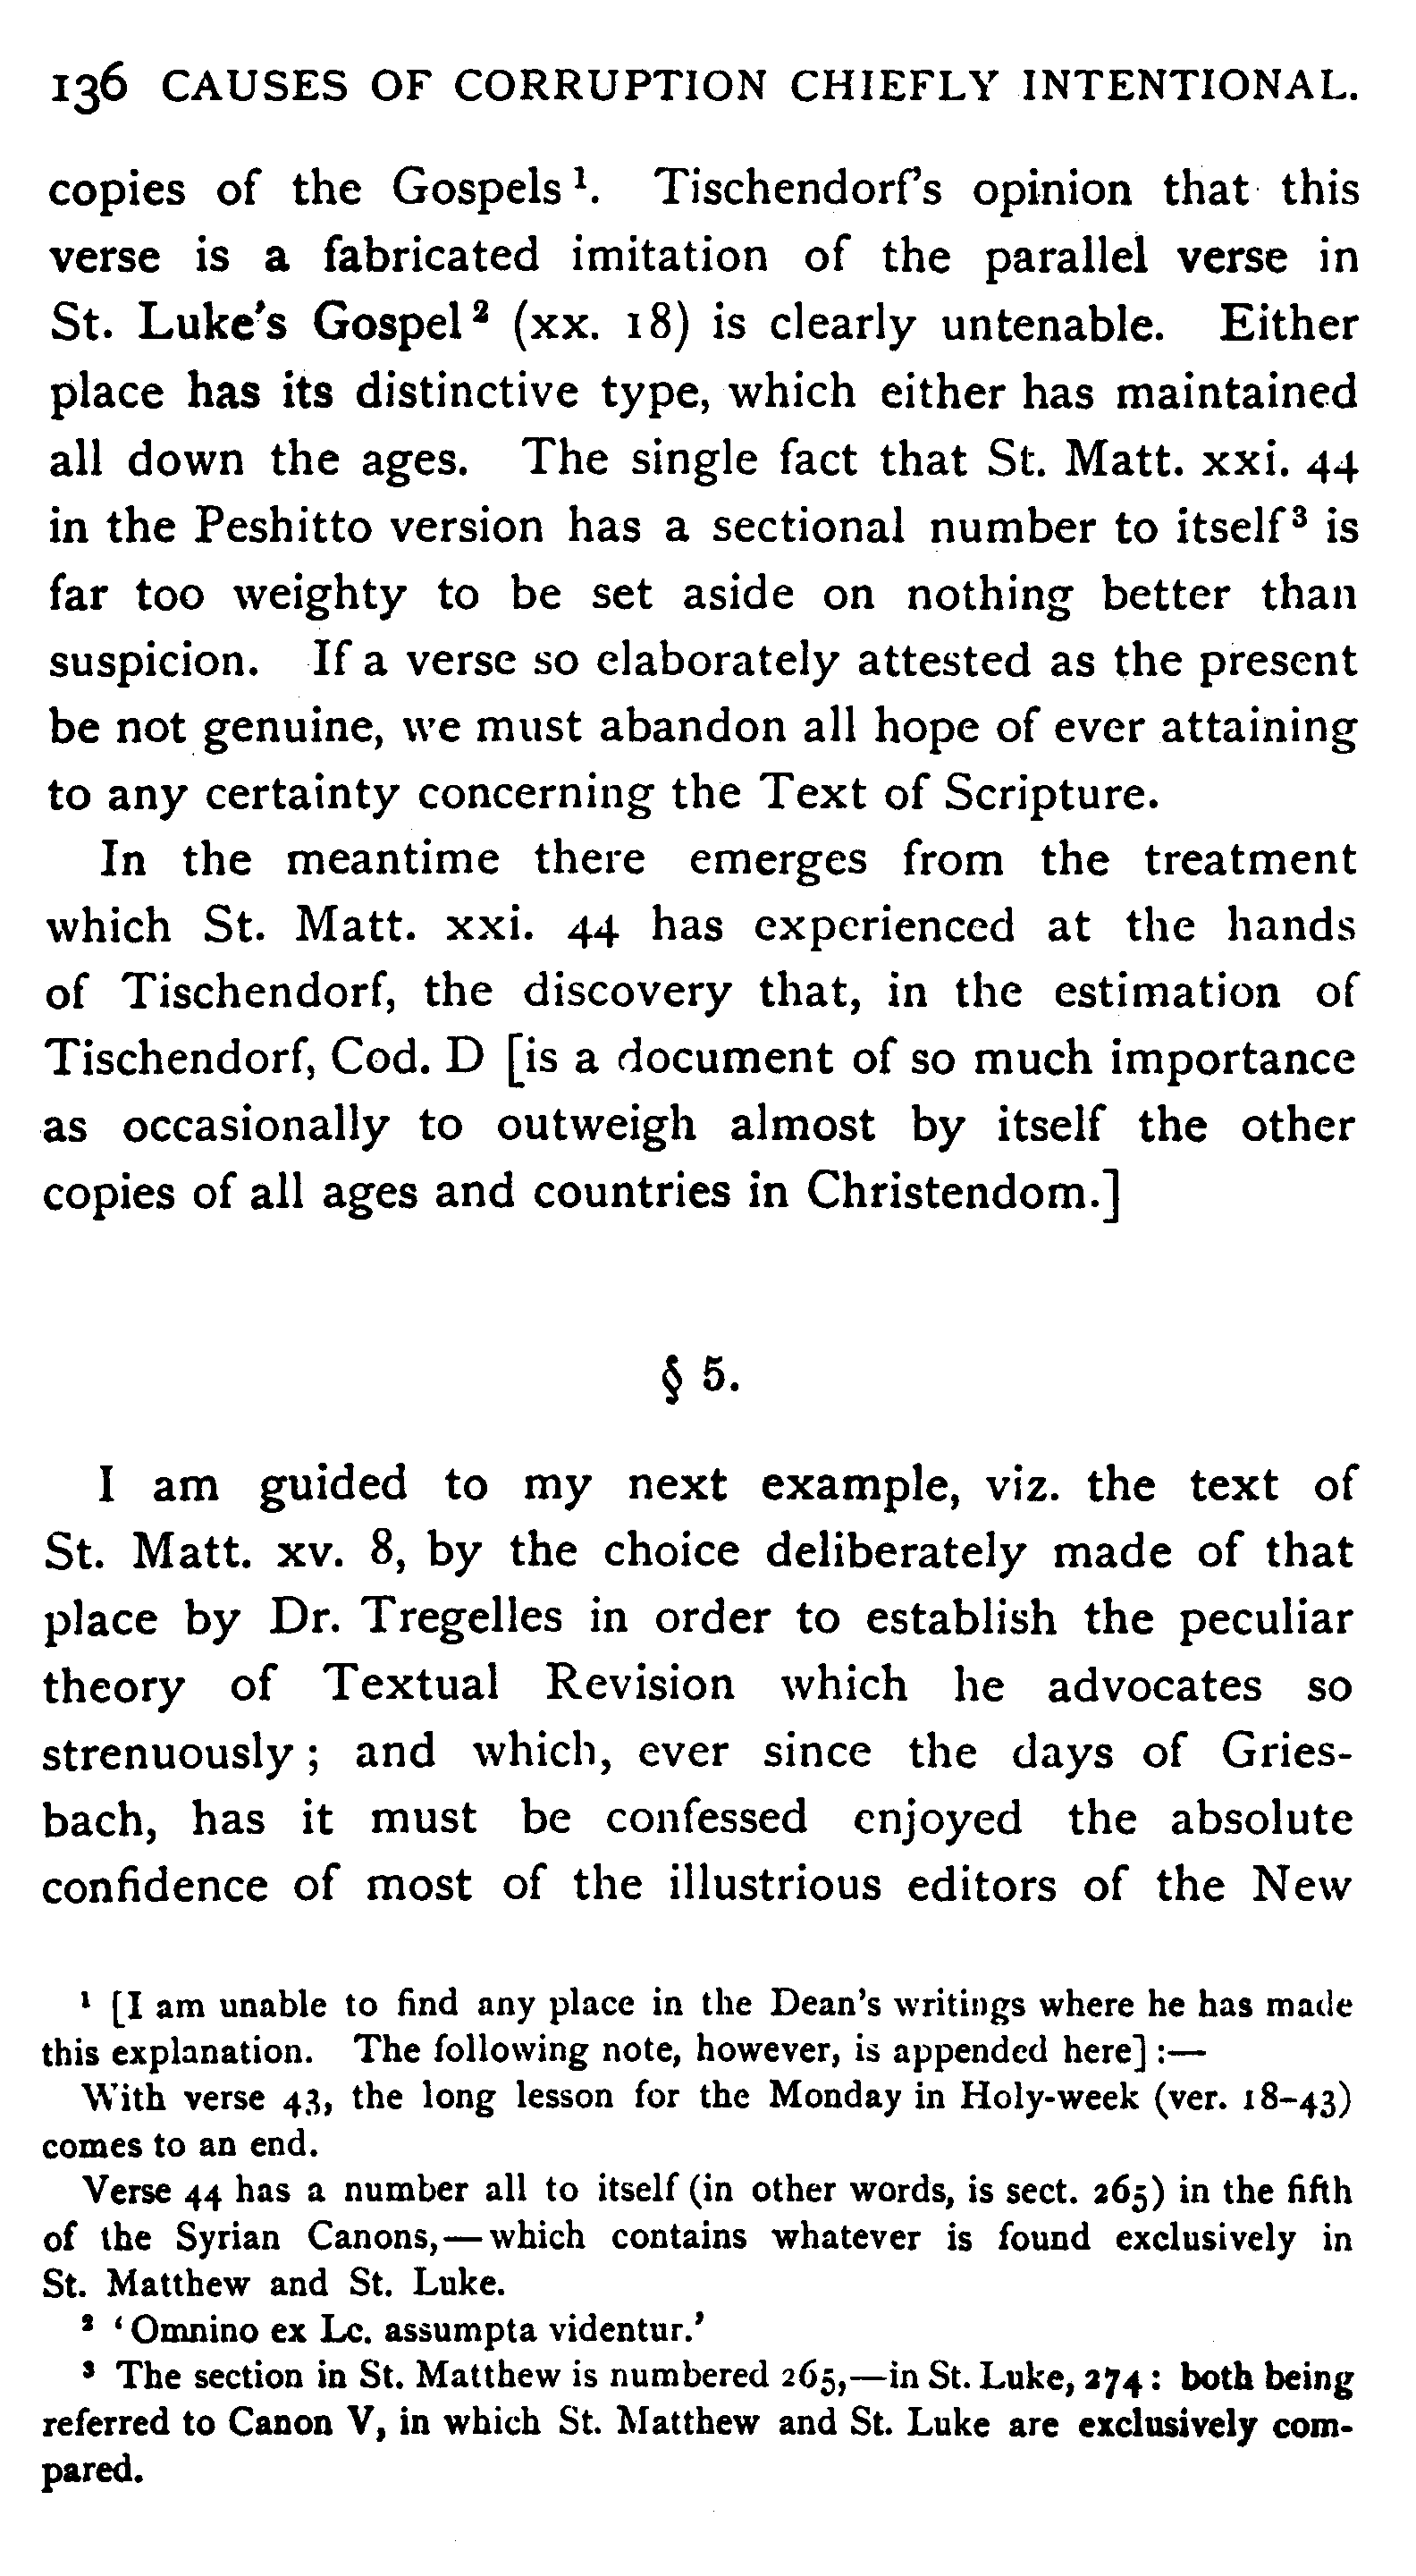 136 CAUSES OF CORRUPTION CHIEFLY INTENTIONAL.
copies of the Gospels ¹. Tischendorf's opinion that this
verse is a fabricated imitation of the parallel verse in
St. Luke's Gospel ² (xx. 18) is clearly untenable. Either
place has its distinctive type, which either has maintained
all down the ages. The single fact that St. Matt. xxi. 44
in the Peshitto version has a sectional number to itself ³ is
far too weighty to be set aside on nothing better than
suspicion. If a verse so elaborately attested as the present
be not genuine, we must abandon all hope of ever attaining
to any certainty concerning the Text of Scripture.
In the meantime there emerges from the treatment
which St. Matt. xxi. 44 has experienced at the hands
of Tischendorf, the discovery that, in the estimation of
Tischendorf, Cod. D [is a document of so much importance
as occasionally to outweigh almost by itself the other
copies of all ages and countries in Christendom.]
§ 5.
I am guided to my next example, viz. the text of
St. Matt. xv. 8, by the choice deliberately made of that
place by Dr. Tregelles in order to establish the peculiar
theory of Textual Revision which he advocates so
strenuously ; and which, ever since the days of Gries-
bach, has it must be confessed enjoyed the absolute
confidence of most of the illustrious editors of the New
¹ [I am unable to find any place in the Dean's writings where he has made
this explanation. The following note, however, is appended here] :—
With verse 43, the long lesson for the Monday in Holy-week (ver. 18–43)
comes to an end.
Verse 44 has a number all to itself (in other words, is sect. 265) in the fifth
of the Syrian Canons,—which contains whatever is found exclusively in
St. Matthew and St. Luke.
² ‘Omnino ex Lc. assumpta videntur.’
³ The section in St. Matthew is numbered 265,—in St. Luke, 274 : both being
referred to Canon V, in which St. Matthew and St. Luke are exclusively com-
pared.